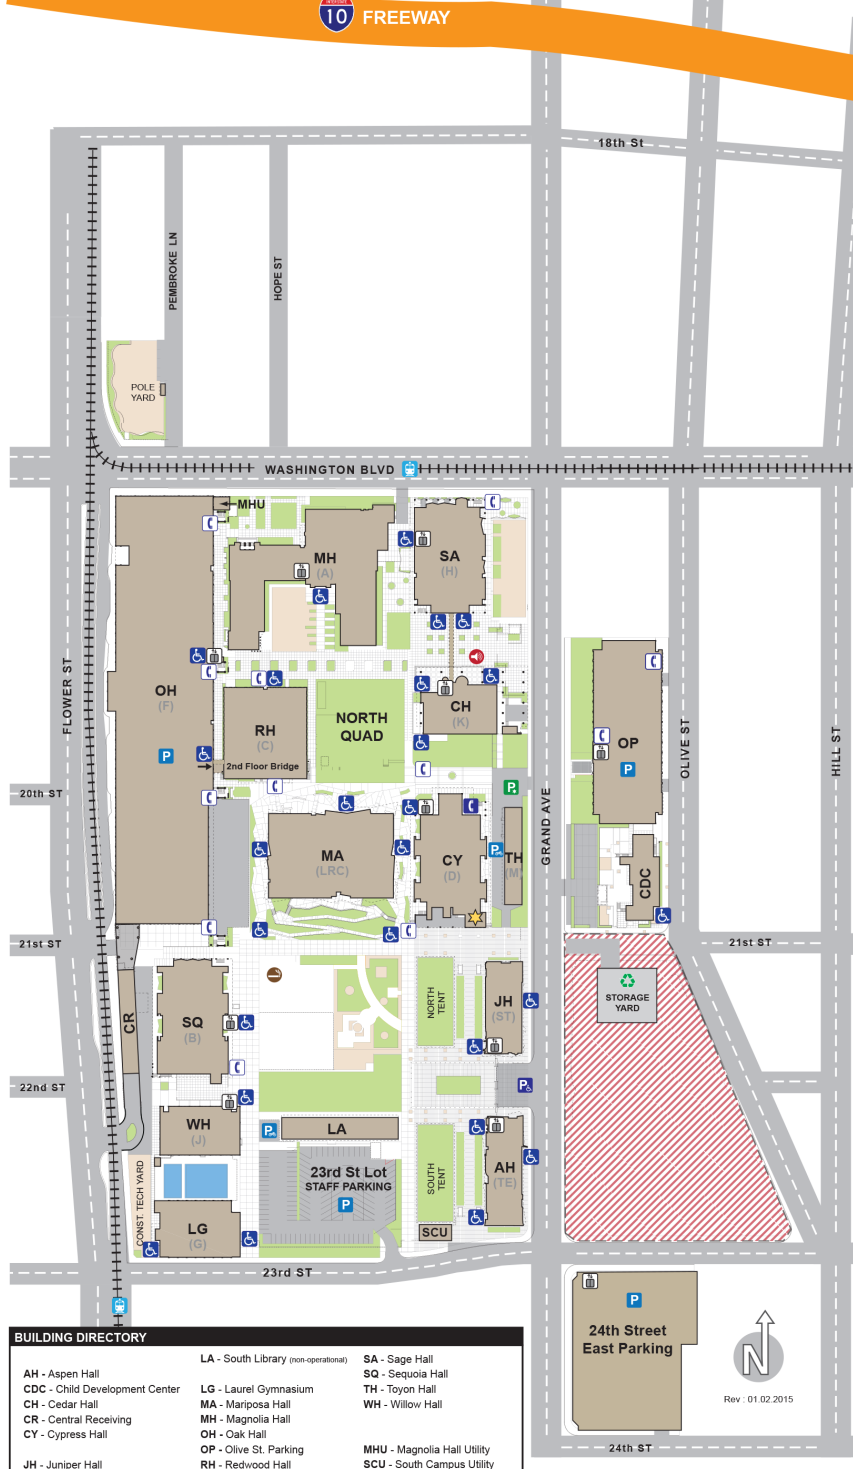 INTERSTATE
10
FREEWAY
18th St
PEMBROKE LN
HOPE ST
POLE
YARD
WASHINGTON BLVD
MHU
MH
(A)
SA
(H)
FLOWER ST
OH
(F)
P
RH
(C)
2nd Floor Bridge
NORTH
QUAD
CH
(K)
OP
P
OLIVE ST
HILL ST
20th ST
GRAND AVE
P
MA
(LRC)
CY
(D)
P
TH
(M)
CDC
21st ST
21st ST
CR
SQ
(B)
NORTH
TENT
JH
(ST)
STORAGE
YARD
22nd ST
P
WH
(J)
P
LA
CONST. TECH YARD
23rd St Lot
STAFF PARKING
P
SOUTH
TENT
AH
(TE)
LG
(G)
SCU
23rd ST
P
24th Street
East Parking
N
Rev : 01.02.2015
24th ST
BUILDING DIRECTORY
AH - Aspen Hall
CDC - Child Development Center
CH - Cedar Hall
CR - Central Receiving
CY - Cypress Hall
JH - Juniper Hall
LA - South Library (non-operational)
LG - Laurel Gymnasium
MA - Mariposa Hall
MH - Magnolia Hall
OH - Oak Hall
OP - Olive St. Parking
RH - Redwood Hall
SA - Sage Hall
SQ - Sequoia Hall
TH - Toyon Hall
WH - Willow Hall
MHU - Magnolia Hall Utility
SCU - South Campus Utility